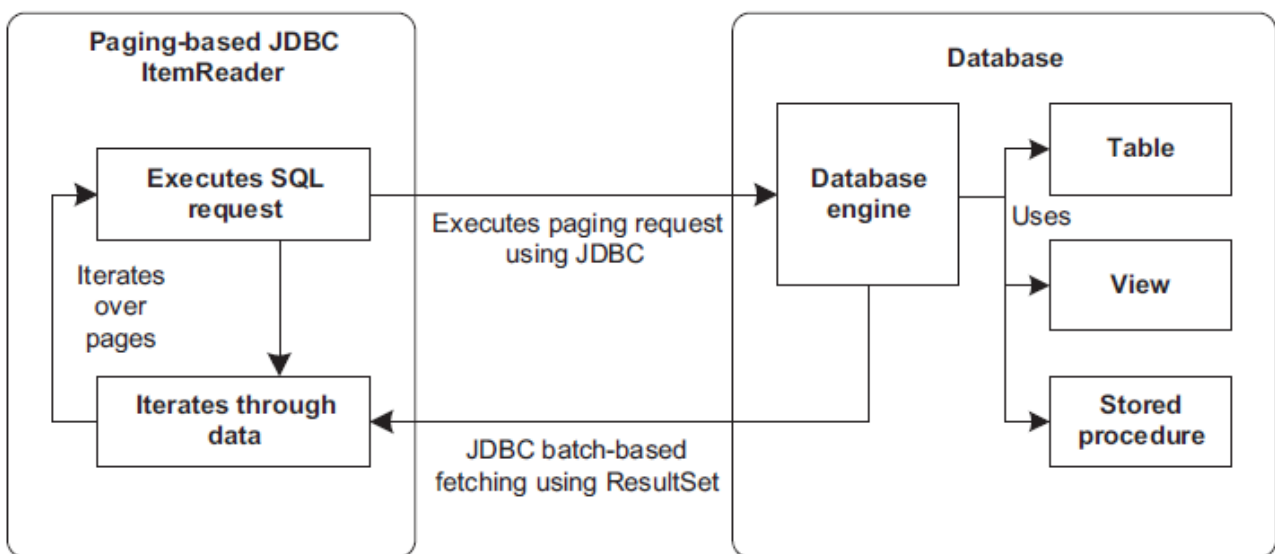 Paging-based JDBC
ItemReader
Executes SQL
request
Iterates
over
pages
Iterates through
data
Executes paging request
using JDBC
JDBC batch-based
fetching using ResultSet
Database
Database
engine
Uses
Table
View
Stored
procedure